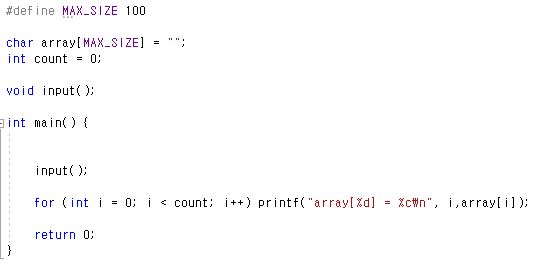 #define MAX_SIZE 100
char array[MAX_SIZE] = "";
int count = 0;
void input();
int main() {
input();
for (int i = 0; i < count; i++) printf("array[%d] = %c₩n", i,array[i]);
return 0;
}